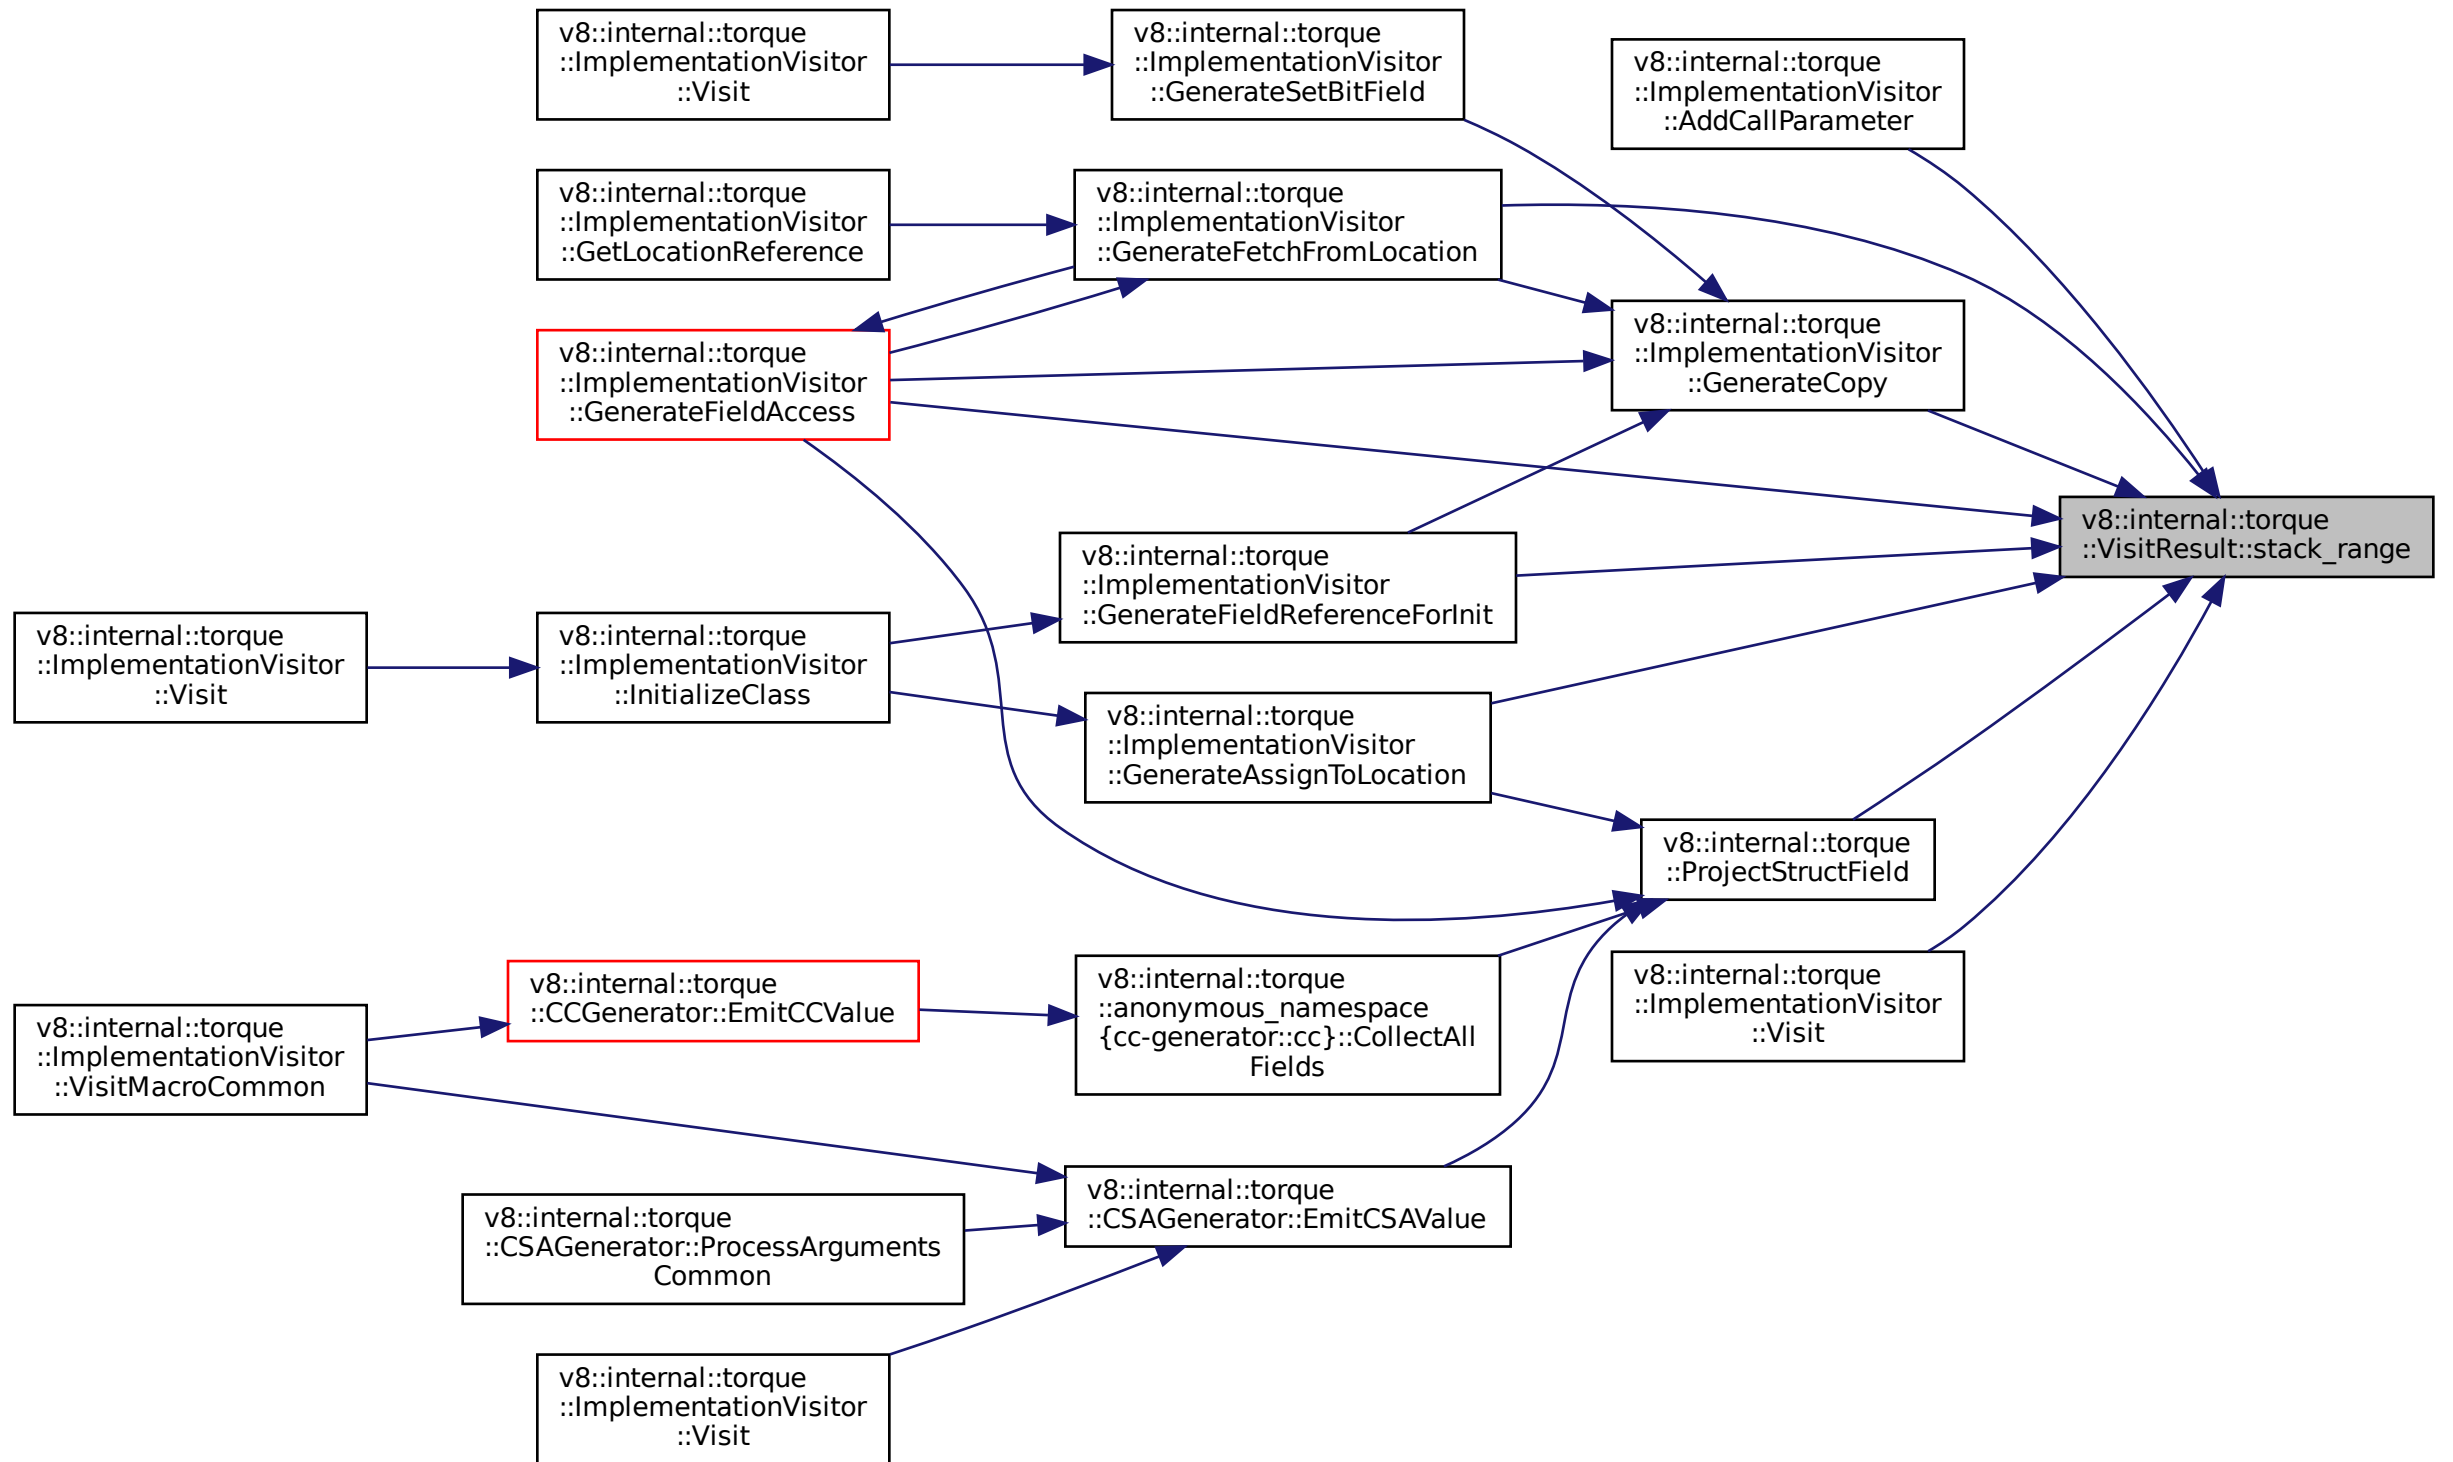 v8::internal::torque
::ImplementationVisitor
::Visit
v8::internal::torque
::ImplementationVisitor
::GenerateSetBitField
v8::internal::torque
::ImplementationVisitor
::AddCallParameter
v8::internal::torque
::ImplementationVisitor
::GetLocationReference
v8::internal::torque
::ImplementationVisitor
::GenerateFetchFromLocation
v8::internal::torque
::ImplementationVisitor
::GenerateCopy
v8::internal::torque
::ImplementationVisitor
::GenerateFieldAccess
v8::internal::torque
::VisitResult::stack_range
v8::internal::torque
::ImplementationVisitor
::GenerateFieldReferenceForInit
v8::internal::torque
::ImplementationVisitor
::Visit
v8::internal::torque
::ImplementationVisitor
::InitializeClass
v8::internal::torque
::ImplementationVisitor
::GenerateAssignToLocation
v8::internal::torque
::ProjectStructField
v8::internal::torque
::CCGenerator::EmitCCValue
v8::internal::torque
::anonymous_namespace
{cc-generator::cc}::CollectAll
Fields
v8::internal::torque
::ImplementationVisitor
::Visit
v8::internal::torque
::ImplementationVisitor
::VisitMacroCommon
v8::internal::torque
::CSAGenerator::EmitCSAValue
v8::internal::torque
::CSAGenerator::ProcessArguments
Common
v8::internal::torque
::ImplementationVisitor
::Visit